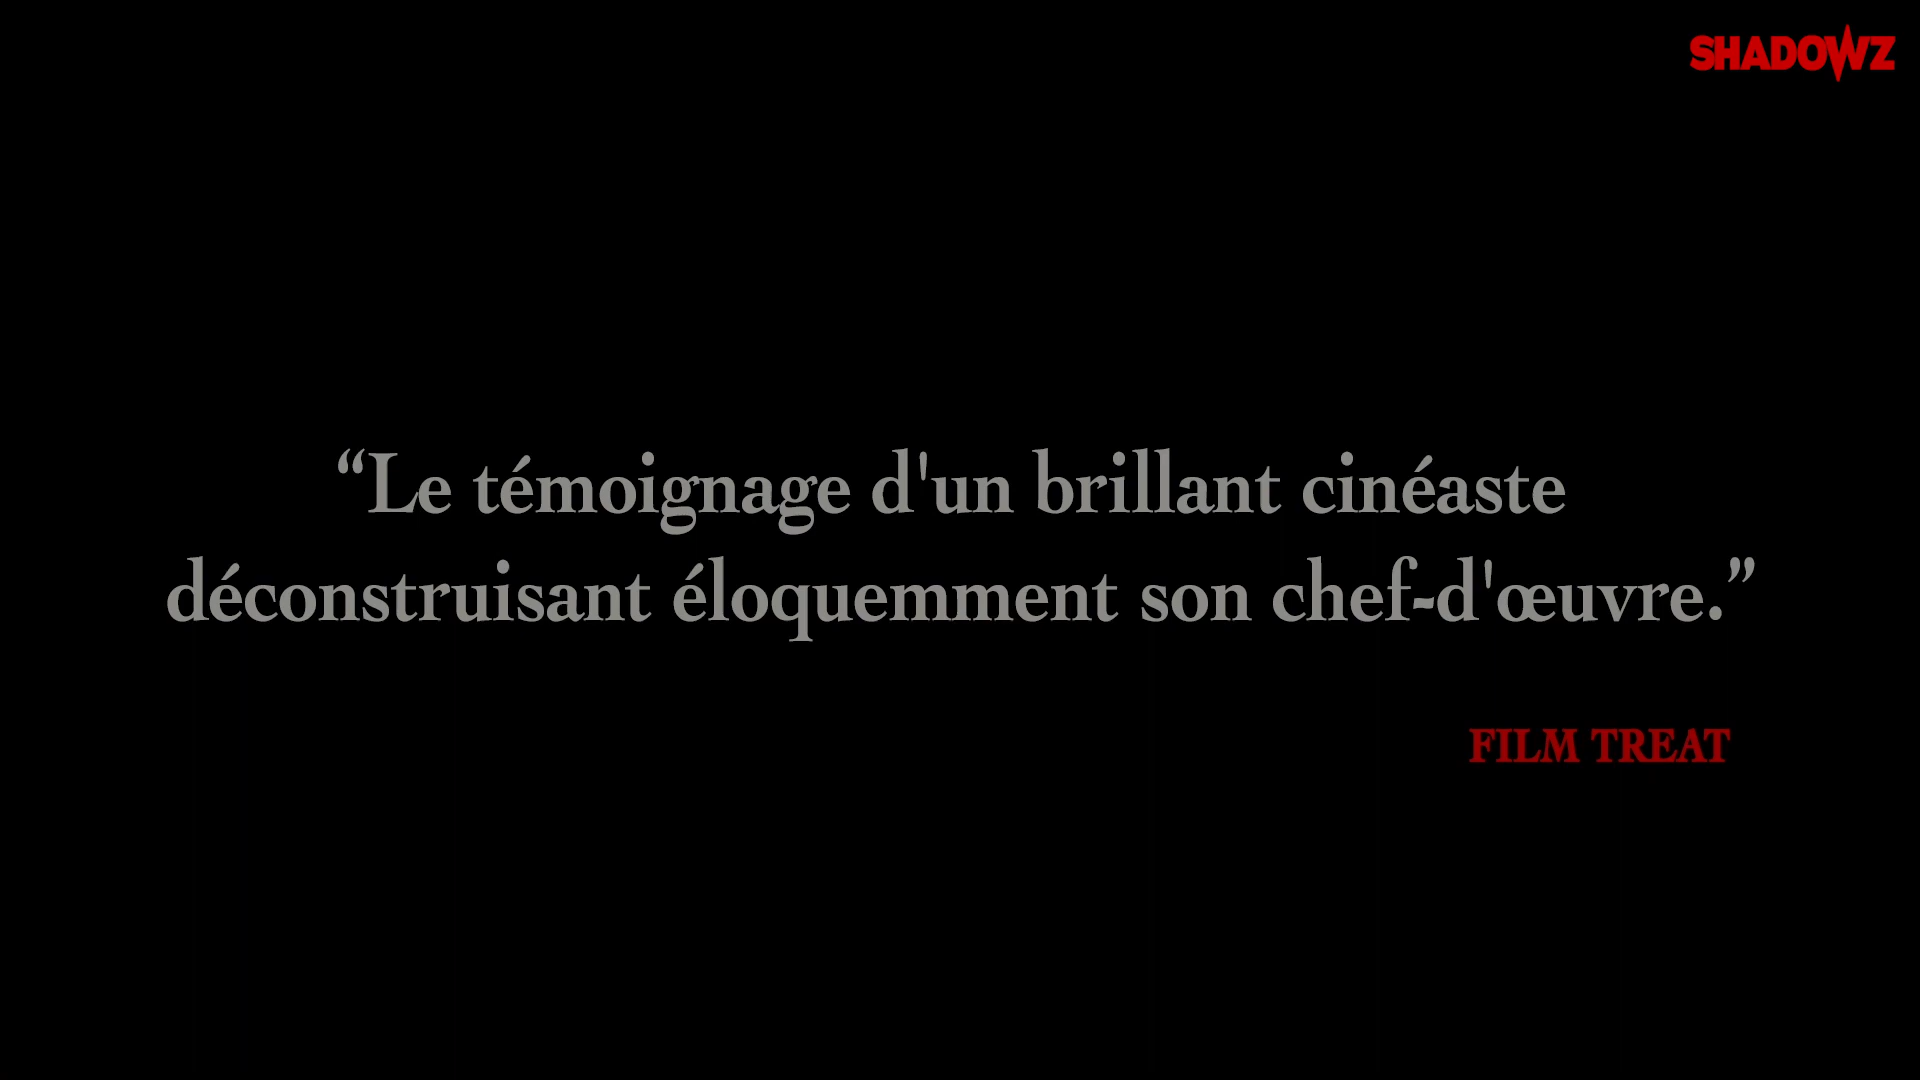 SHADOWZ
“Le témoignage d'un brillant cinéaste
déconstruisant éloquemment son chef-d'œuvre.”
FILM TREAT